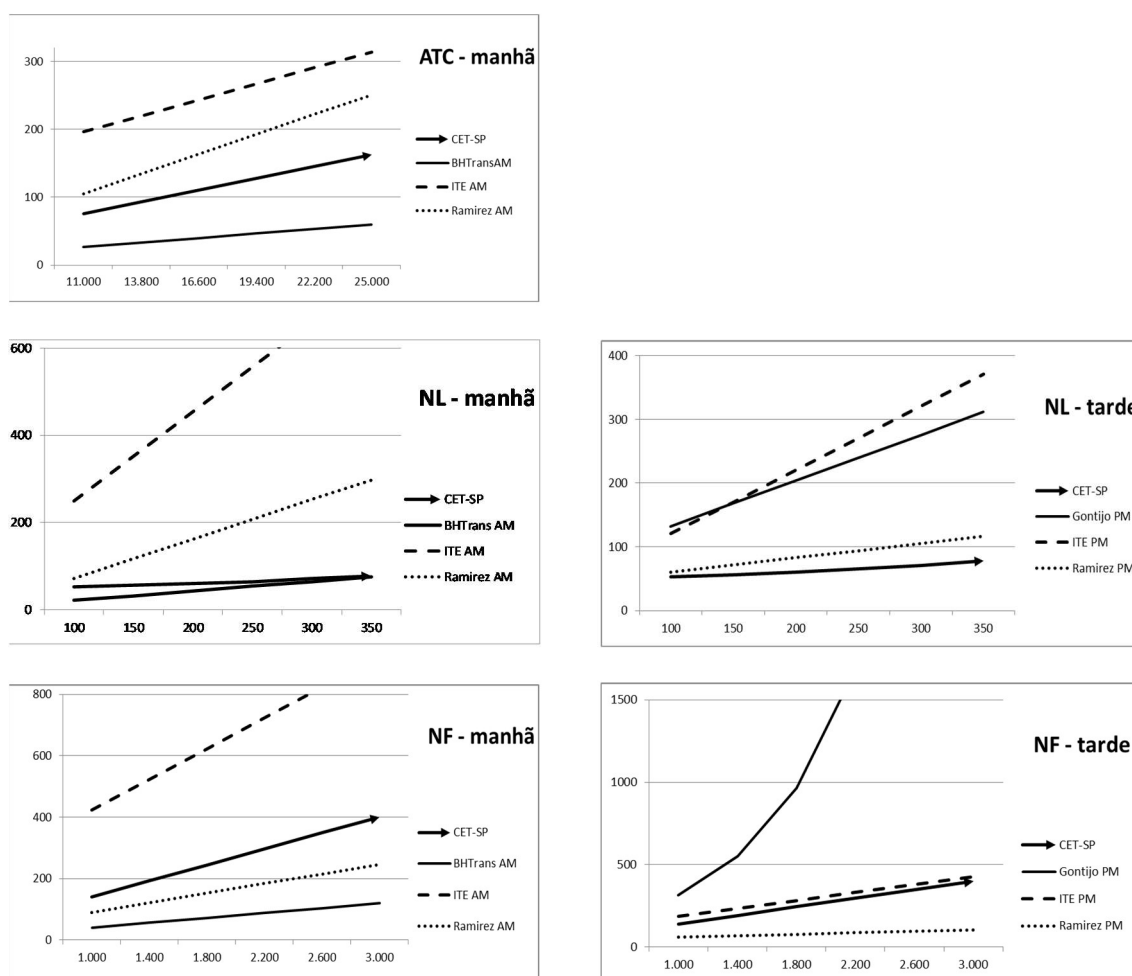 ATC - manhã
300
200
100
0
11.000 13.800 16.600 19.400 22.200 25.000
CET-SP
BHTransAM
ITE AM
Ramirez AM
NL - manhã
600
400
200
0
100 150 200 250 300 350
CET-SP
BHTrans AM
ITE AM
Ramirez AM
NL - tarde
400
300
200
100
0
100 150 200 250 300 350
CET-SP
Gontijo PM
ITE PM
Ramirez PM
NF - manhã
800
600
400
200
0
1.000 1.400 1.800 2.200 2.600 3.000
CET-SP
BHTrans AM
ITE AM
Ramirez AM
NF - tarde
1500
1000
500
0
1.000 1.400 1.800 2.200 2.600 3.000
CET-SP
Gontijo PM
ITE PM
Ramirez PM